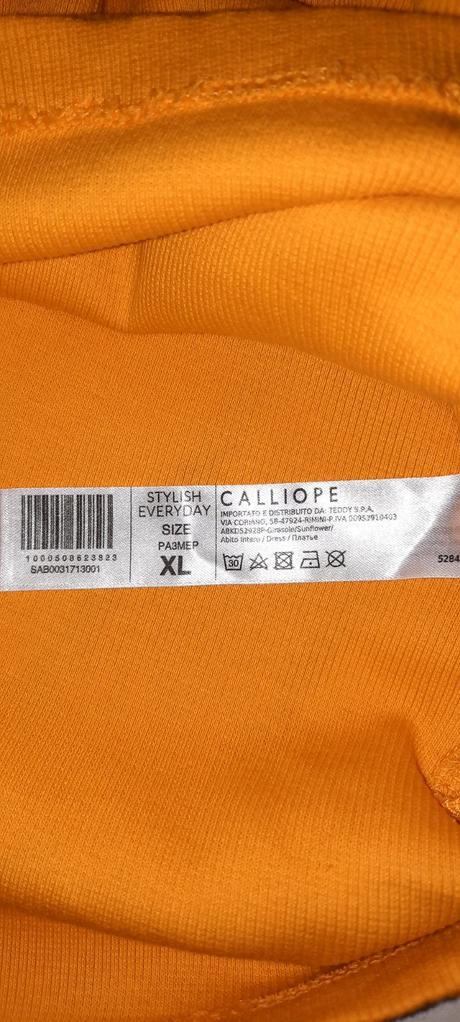 1000508623823
SAB0031713001
STYLISH
EVERYDAY
SIZE
РАЗМЕР
XL
CALLIOPE
IMPORTATO E DISTRIBUITO DA: TEDDY S.P.A.
VIA CORIANO, 58-47924-RIMINI-P.IVA 00953910403
ABKD52928P-Girasole/Sunflower/
Abito Intero / Dress / Платье
30
5284